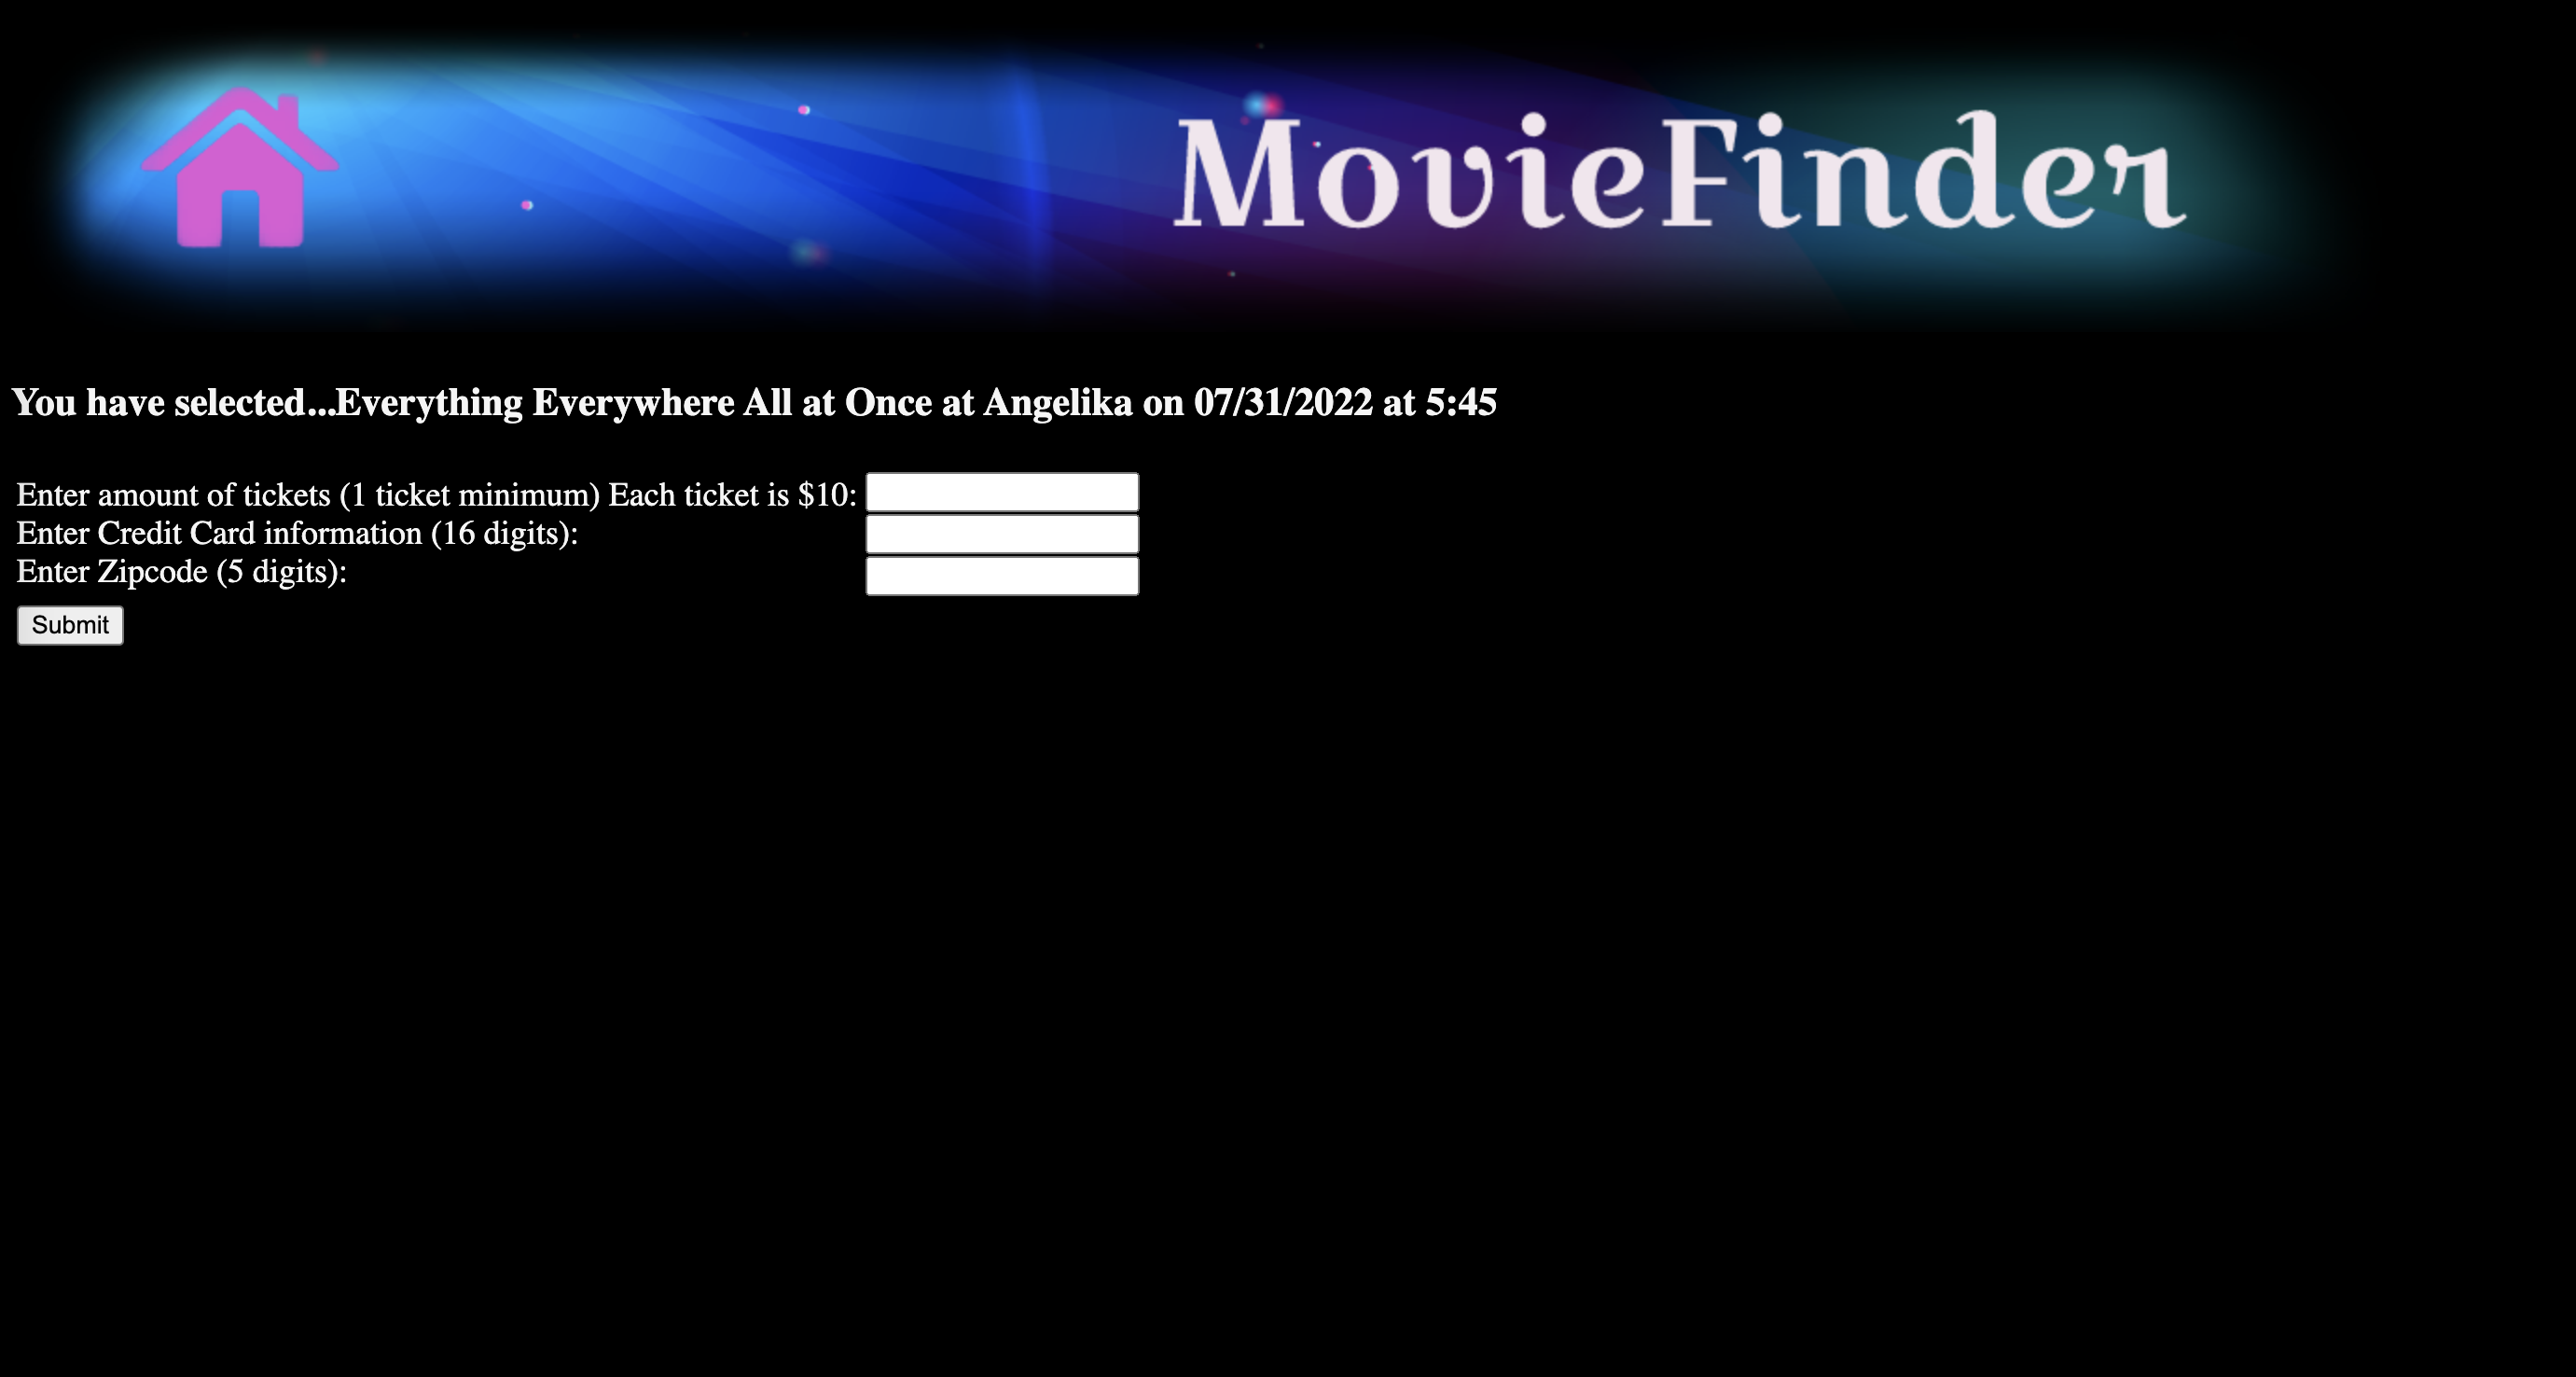 MovieFinder
You have selected...Everything Everywhere All at Once at Angelika on 07/31/2022 at 5:45
Enter amount of tickets (1 ticket minimum) Each ticket is $10:
Enter Credit Card information (16 digits):
Enter Zipcode (5 digits):
Submit